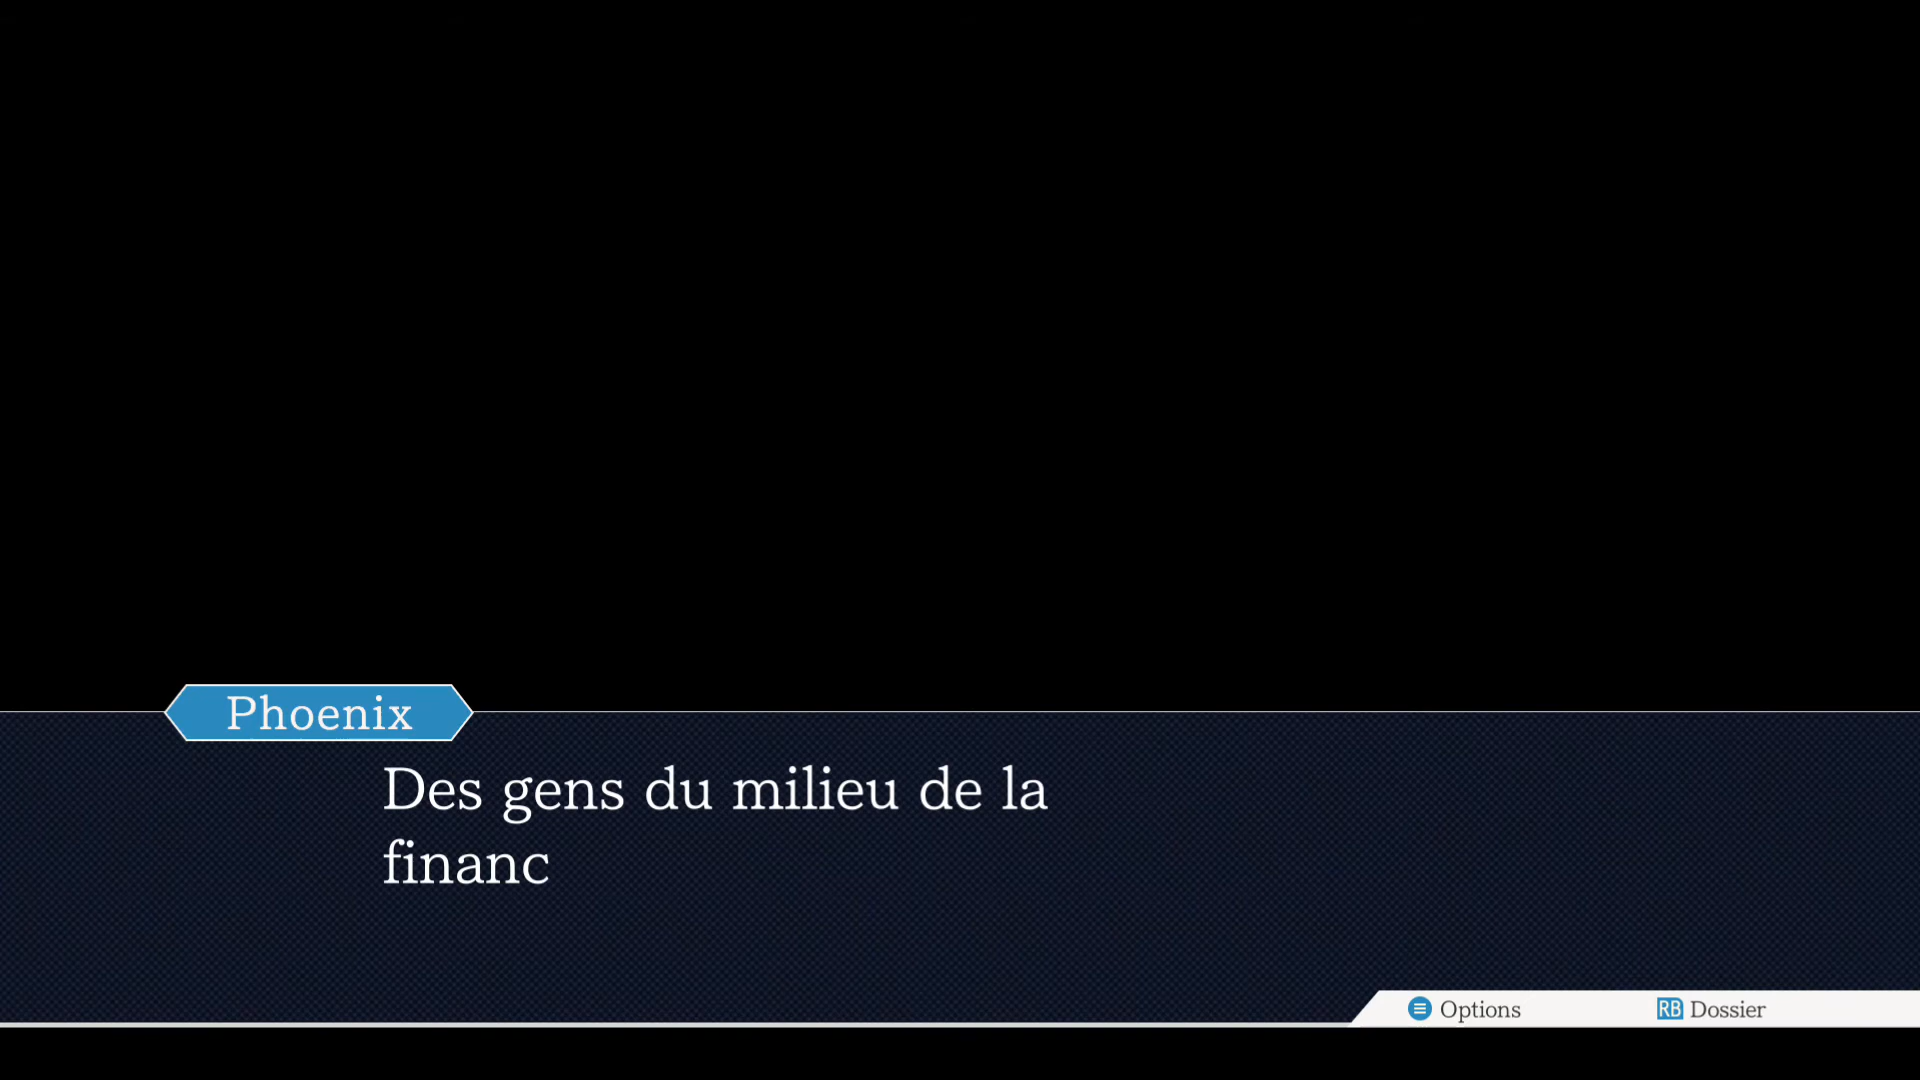 Phoenix
Des gens du milieu de la
financ
Options
RB Dossier